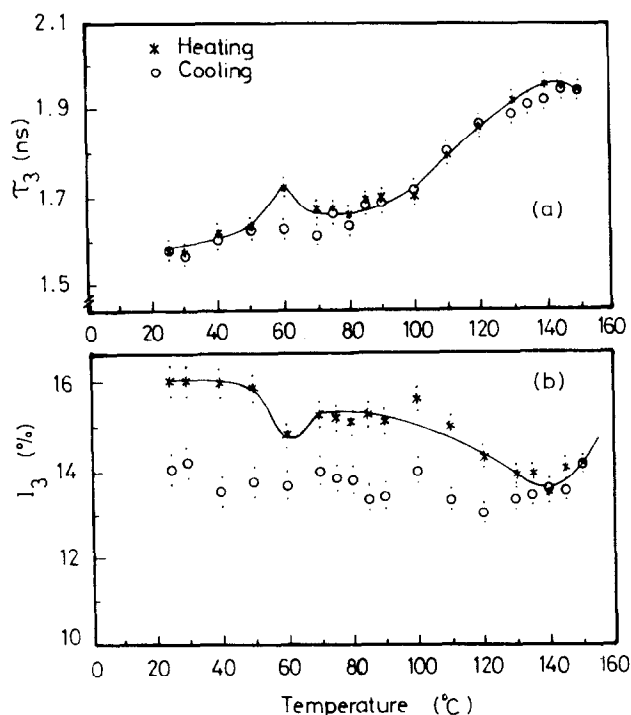 2.1
* Heating
o Cooling
1.9
τ3 (ns)
1.7
(a)
1.5
0 20 40 60 80 100 120 140 160
16
(b)
I3 (%)
14
12
10
0 20 40 60 80 100 120 140 160
Temperature (°C)